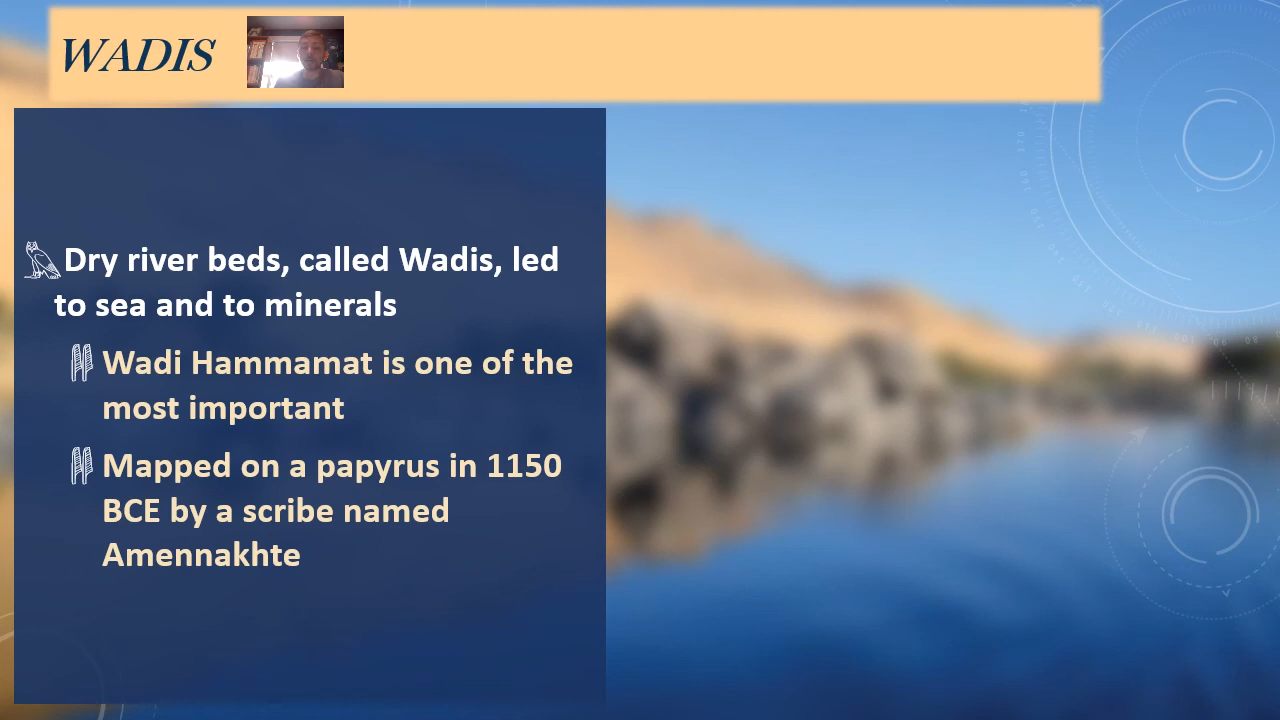 WADIS
Dry river beds, called Wadis, led
to sea and to minerals
Wadi Hammamat is one of the
most important
Mapped on a papyrus in 1150
BCE by a scribe named
Amennakhte